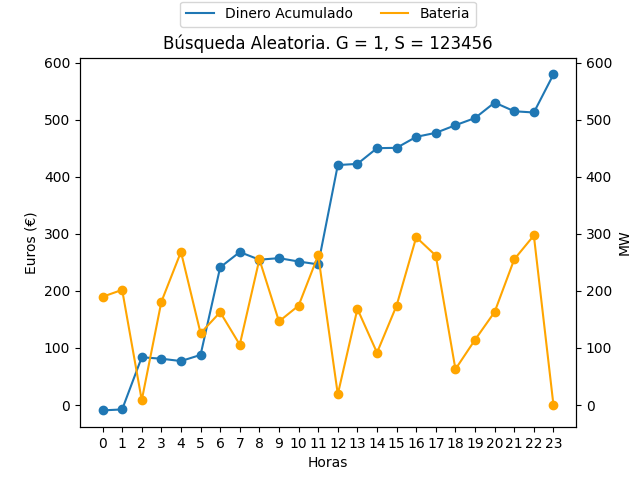 Dinero Acumulado Bateria
Búsqueda Aleatoria. G = 1, S = 123456
600 600
500 500
400 400
300 300
200 200
100 100
0 0
Euros (€)
MW
0 1 2 3 4 5 6 7 8 9 10 11 12 13 14 15 16 17 18 19 20 21 22 23
Horas